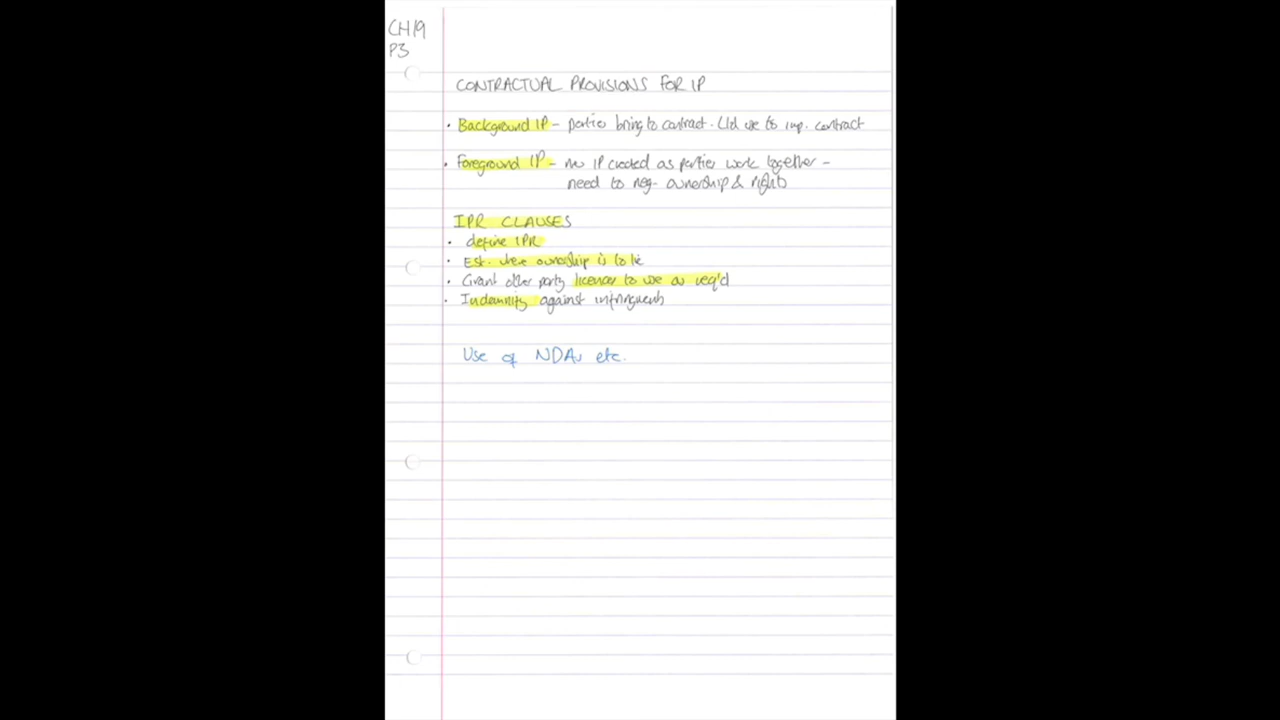 CH19
P3
CONTRACTUAL PROVISIONS FOR IP
• Background IP - parties bring to contract. Ltd use to imp. contract
• Foreground IP - new IP created as parties work together -
need to neg. ownership & rights
IPR CLAUSES
• define IPR
• Est. where ownership is to lie
• Grant other party licences to use as req'd
• Indemnity against infringements
Use of NDAs etc.